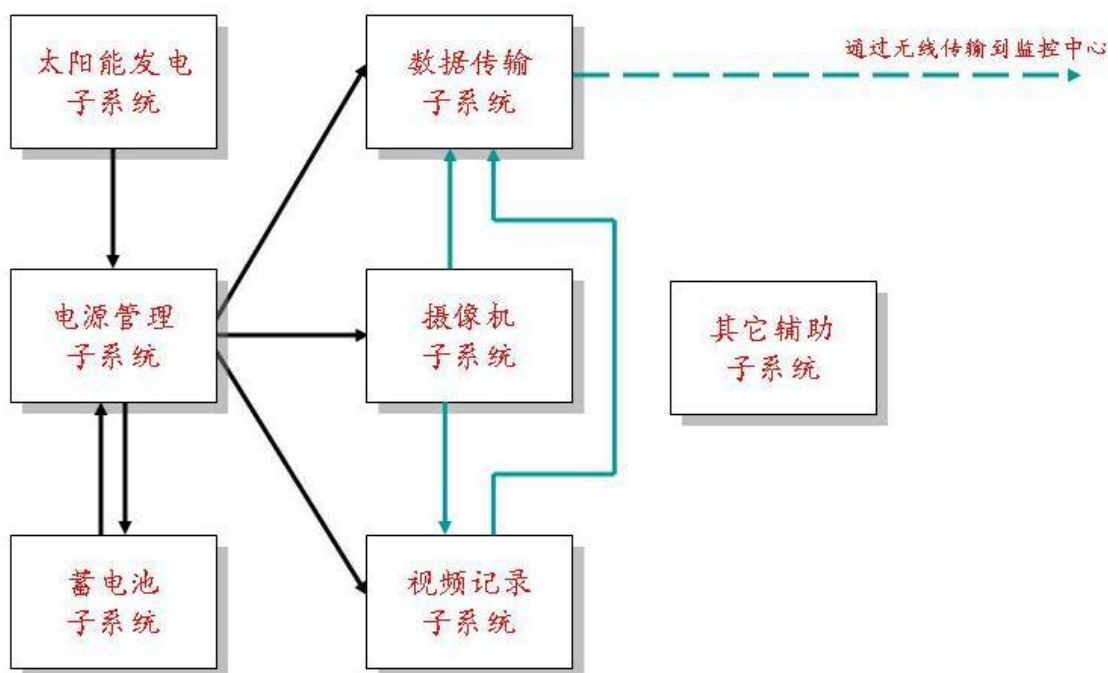 太阳能发电
子系统
数据传输
子系统
通过无线传输到监控中心
电源管理
子系统
摄像机
子系统
其它辅助
子系统
蓄电池
子系统
视频记录
子系统